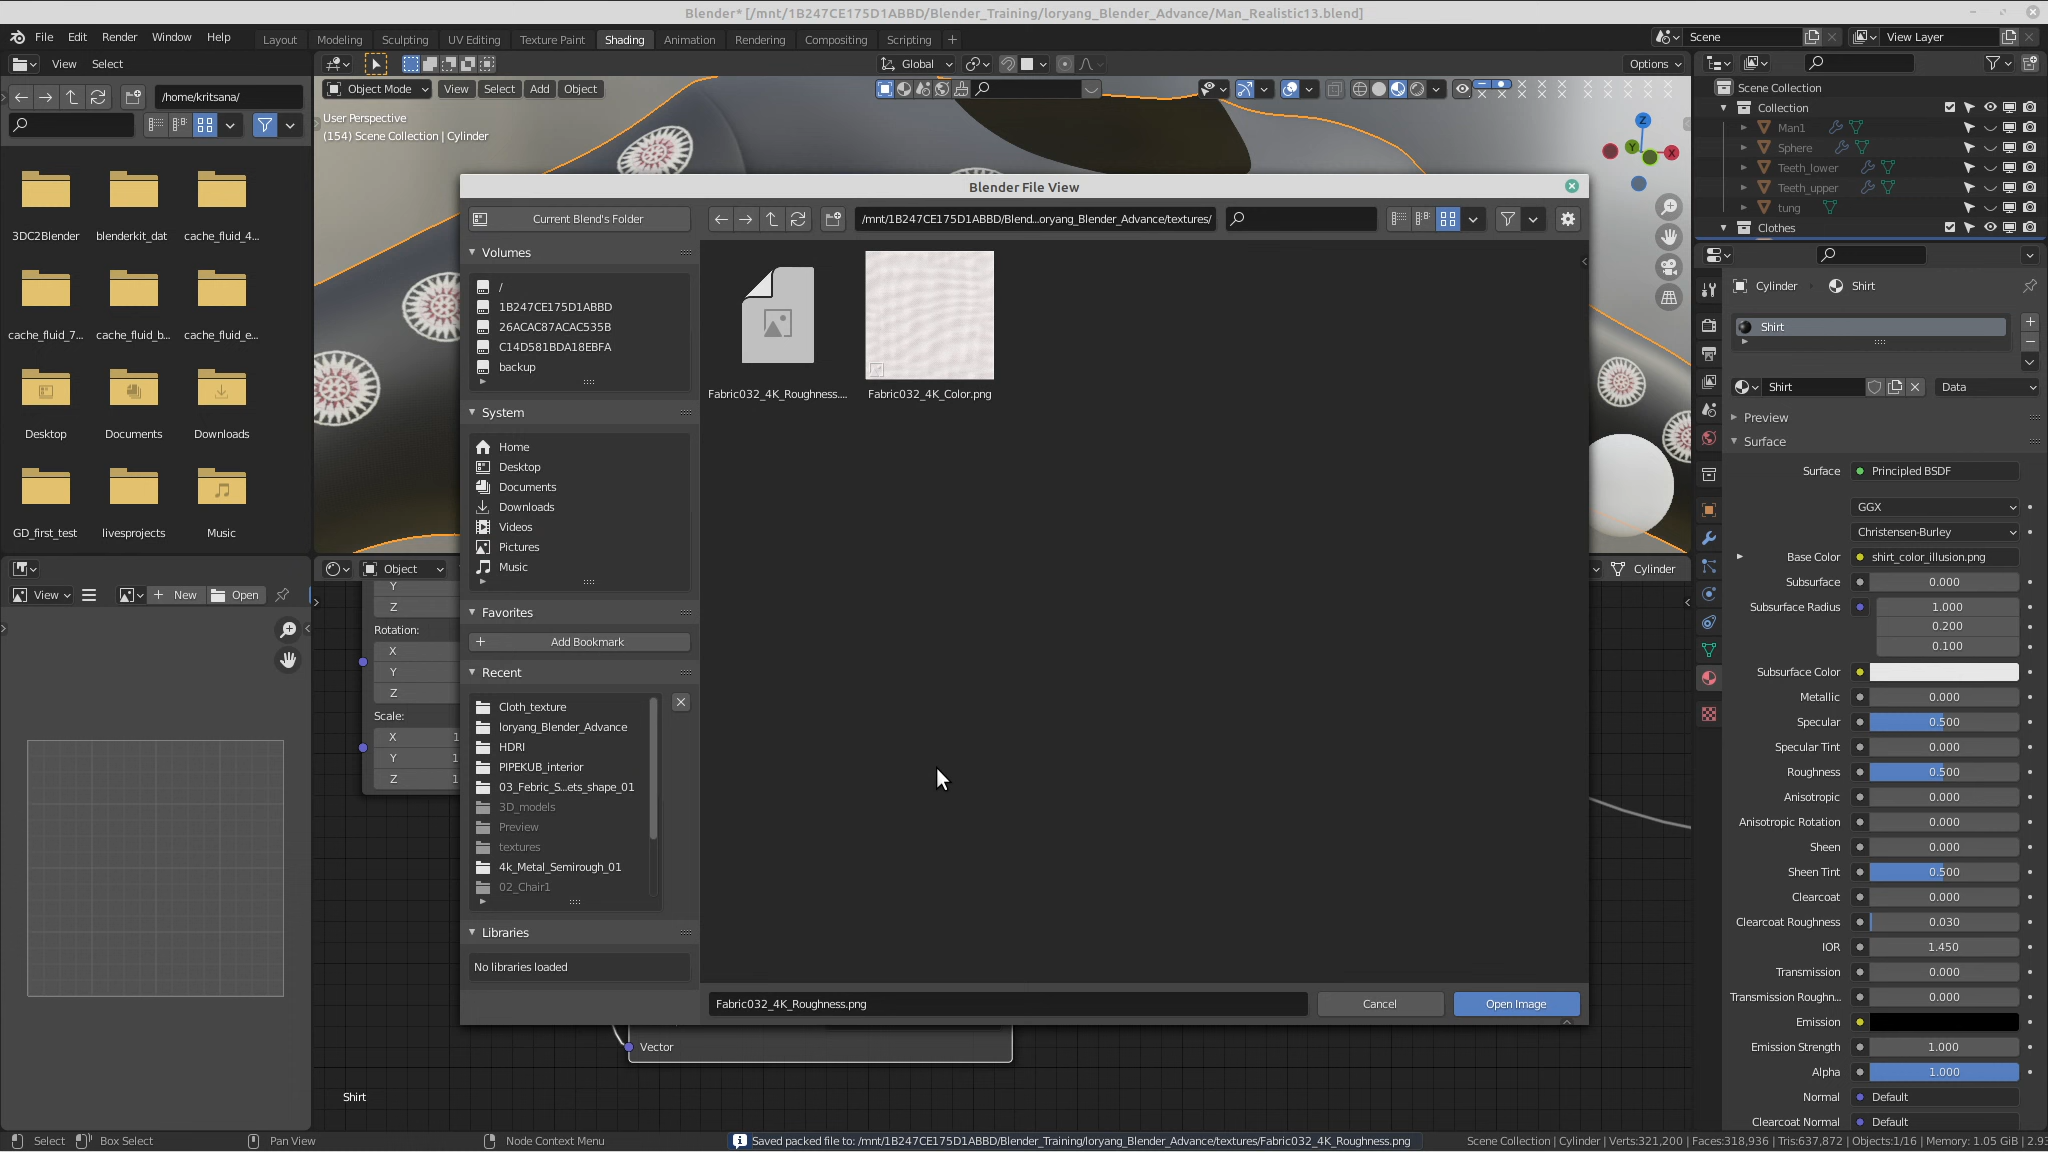 Blender* [/mnt/1B247CE175D1ABBD/Blender_Training/loryang_Blender_Advance/Man_Realistic13.blend]
File Edit Render Window Help
Layout Modeling Sculpting UV Editing Texture Paint Shading Animation Rendering Compositing Scripting +
Scene
View Layer
View Select
/home/kritsana/
3DC2Blender
blenderkit_dat
cache_fluid_4...
cache_fluid_7...
cache_fluid_b...
cache_fluid_e...
Desktop
Documents
Downloads
GD_first_test
livesprojects
Music
Global
Options
Object Mode View Select Add Object
User Perspective
(154) Scene Collection | Cylinder
Z
Y
X
Blender File View
Current Blend's Folder
/mnt/1B247CE175D1ABBD/Blend...oryang_Blender_Advance/textures/
Volumes
/
1B247CE175D1ABBD
26ACAC87ACAC535B
C14D581BDA18EBFA
backup
System
Home
Desktop
Documents
Downloads
Videos
Pictures
Music
Favorites
Add Bookmark
Recent
Cloth_texture
loryang_Blender_Advance
HDRI
PIPEKUB_interior
03_Febric_S...ets_shape_01
3D_models
Preview
textures
4k_Metal_Semirough_01
02_Chair1
Libraries
No libraries loaded
Fabric032_4K_Roughness....
Fabric032_4K_Color.png
Fabric032_4K_Roughness.png
Cancel
Open Image
View
New
Open
Object
Cylinder
Y
Z
Rotation:
X
Y
Z
Scale:
X 1
Y 1
Z 1
Vector
Shirt
Scene Collection
Collection
Man1
Sphere
Teeth_lower
Teeth_upper
tung
Clothes
Cylinder Shirt
Shirt
Shirt
Data
Preview
Surface
Surface Principled BSDF
GGX
Christensen-Burley
Base Color shirt_color_illusion.png
Subsurface 0.000
Subsurface Radius 1.000
0.200
0.100
Subsurface Color
Metallic 0.000
Specular 0.500
Specular Tint 0.000
Roughness 0.500
Anisotropic 0.000
Anisotropic Rotation 0.000
Sheen 0.000
Sheen Tint 0.500
Clearcoat 0.000
Clearcoat Roughness 0.030
IOR 1.450
Transmission 0.000
Transmission Roughn... 0.000
Emission
Emission Strength 1.000
Alpha 1.000
Normal Default
Clearcoat Normal Default
Select
Box Select
Pan View
Node Context Menu
Saved packed file to: /mnt/1B247CE175D1ABBD/Blender_Training/loryang_Blender_Advance/textures/Fabric032_4K_Roughness.png
Scene Collection | Cylinder | Verts:321,200 | Faces:318,936 | Tris:637,872 | Objects:1/16 | Memory: 1.05 GiB | 2.93